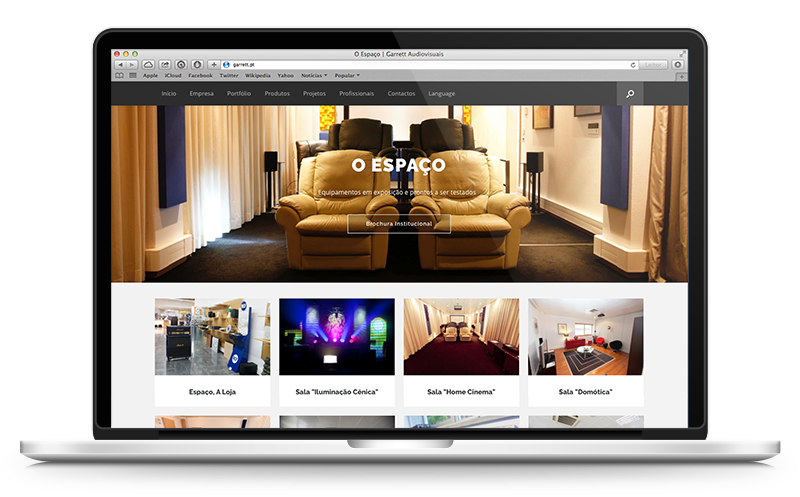 O Espaço | Garrett Audiovisuais
garrett.pt
Apple iCloud Facebook Twitter Wikipedia Yahoo Notícias Popular
Início Empresa Portfólio Produtos Projetos Profissionais Contactos Language
O ESPAÇO
Equipamentos em exposição e prontos a ser testados
Brochura Institucional
Espaço, A Loja
Sala "Iluminação Cénica"
Sala "Home Cinema"
Sala "Domótica"